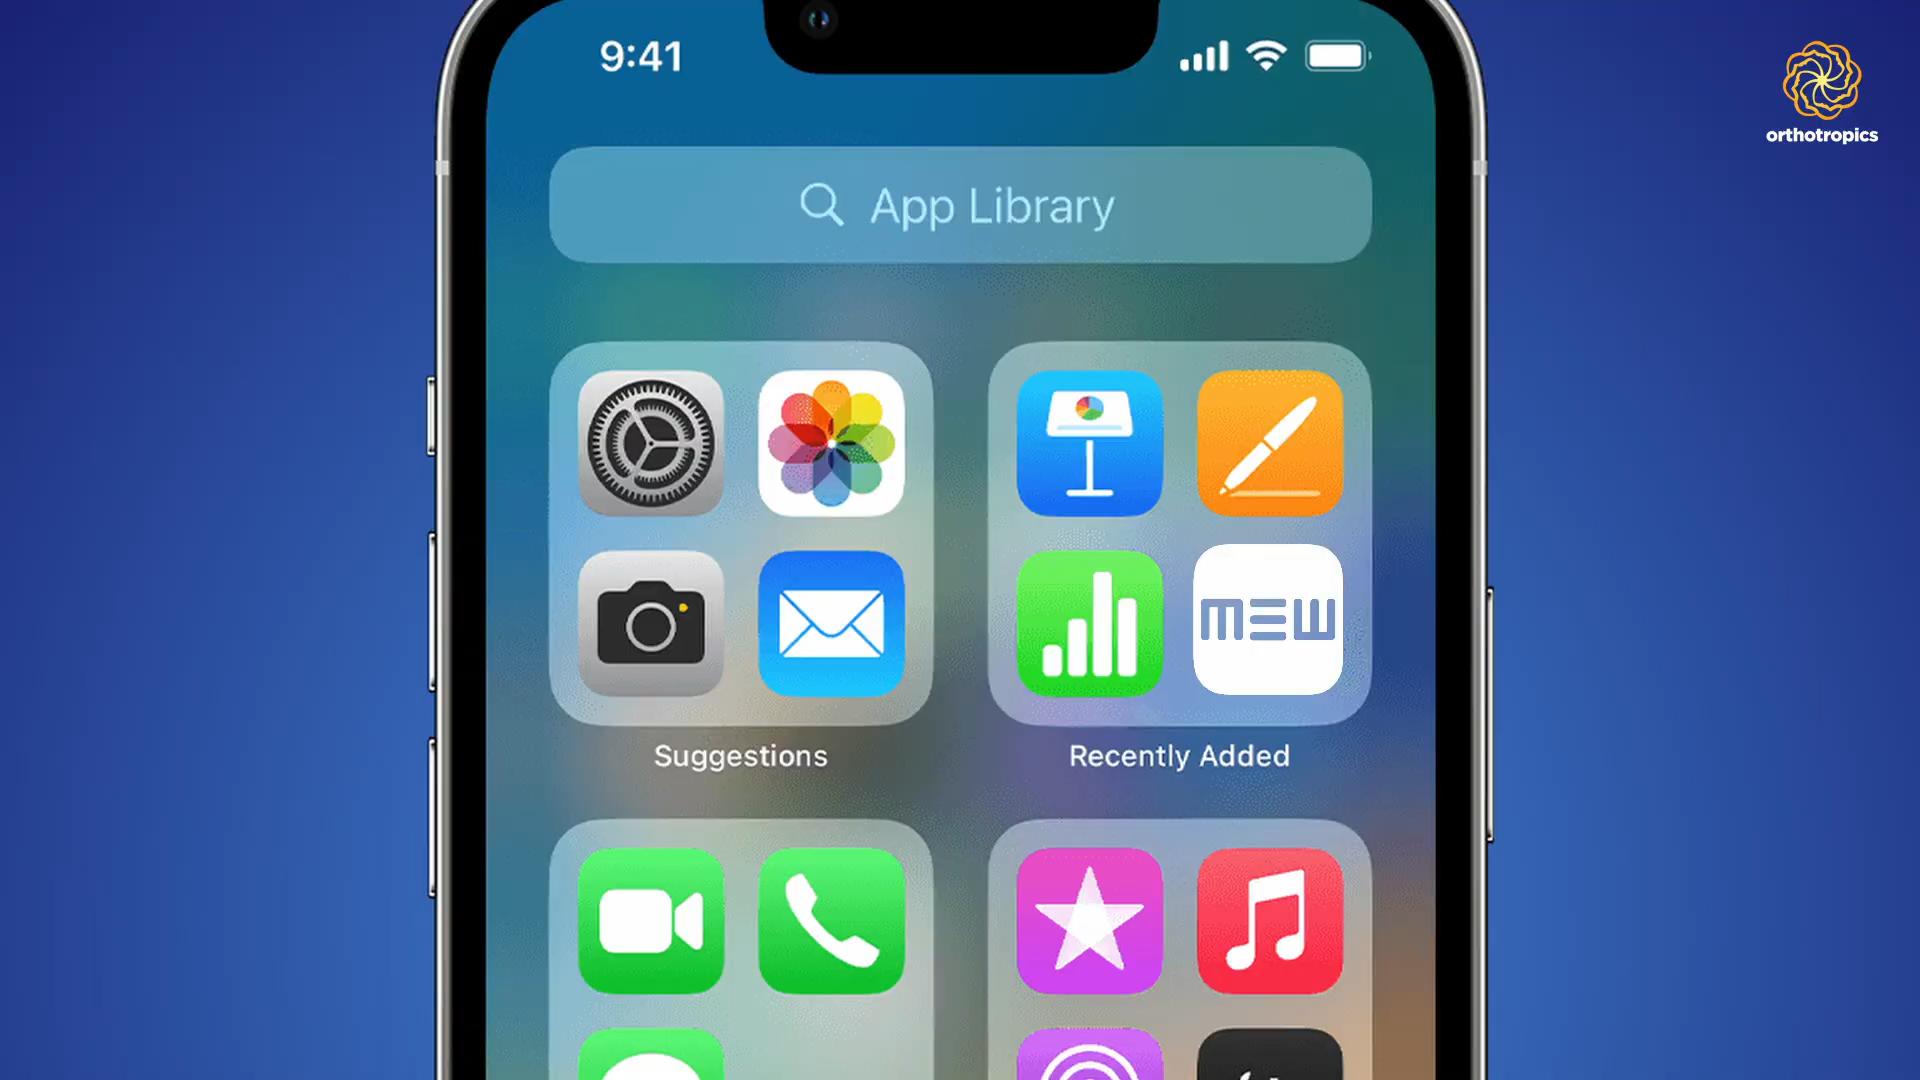 9:41
orthotropics
App Library
mew
Suggestions
Recently Added